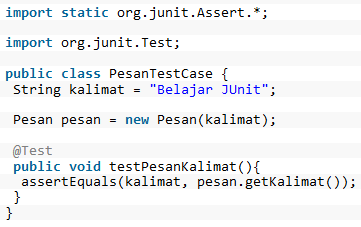 import static org.junit.Assert.*;
import org.junit.Test;
public class PesanTestCase {
String kalimat = "Belajar JUnit";
Pesan pesan = new Pesan(kalimat);
@Test
public void testPesanKalimat(){
assertEquals(kalimat, pesan.getKalimat());
}
}